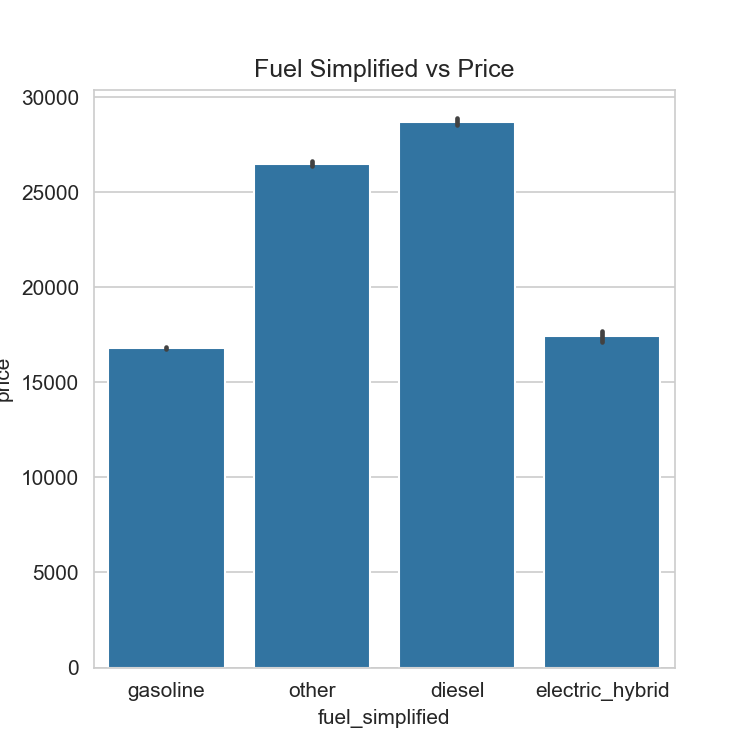 Fuel Simplified vs Price
30000
25000
20000
15000
10000
5000
0
price
gasoline other diesel electric_hybrid
fuel_simplified